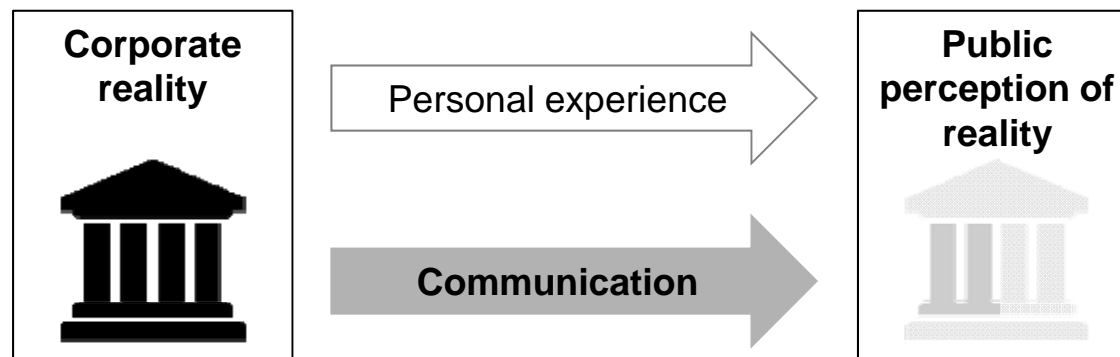 Corporate
reality
Personal experience
Communication
Public
perception of
reality